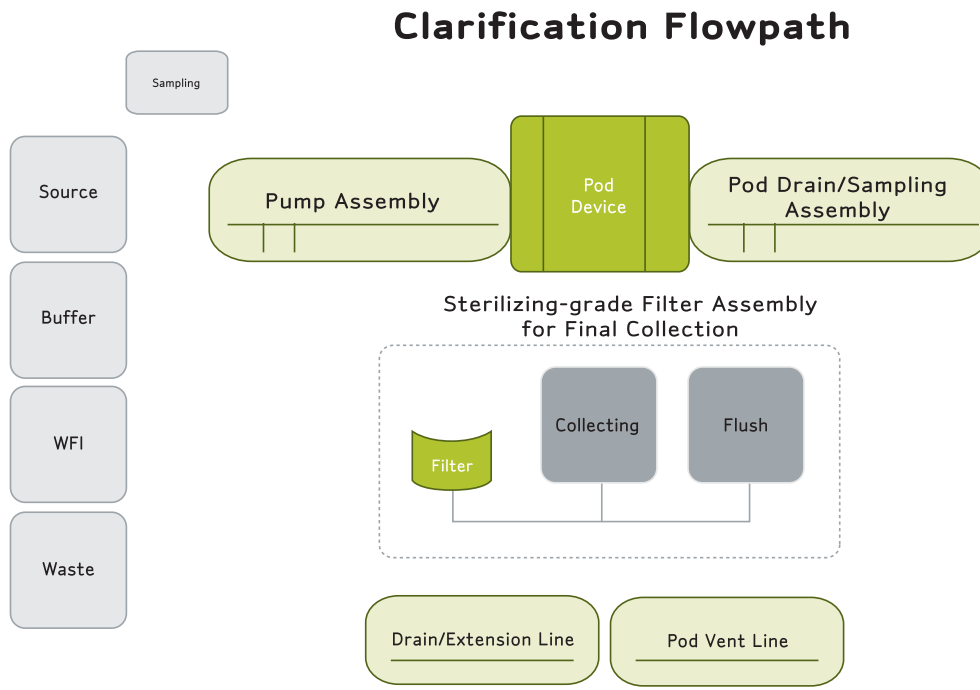 Clarification Flowpath
Sampling
Source
Pump Assembly
Pod
Device
Pod Drain/Sampling
Assembly
Buffer
Sterilizing-grade Filter Assembly
for Final Collection
WFI
Filter
Collecting
Flush
Waste
Drain/Extension Line
Pod Vent Line